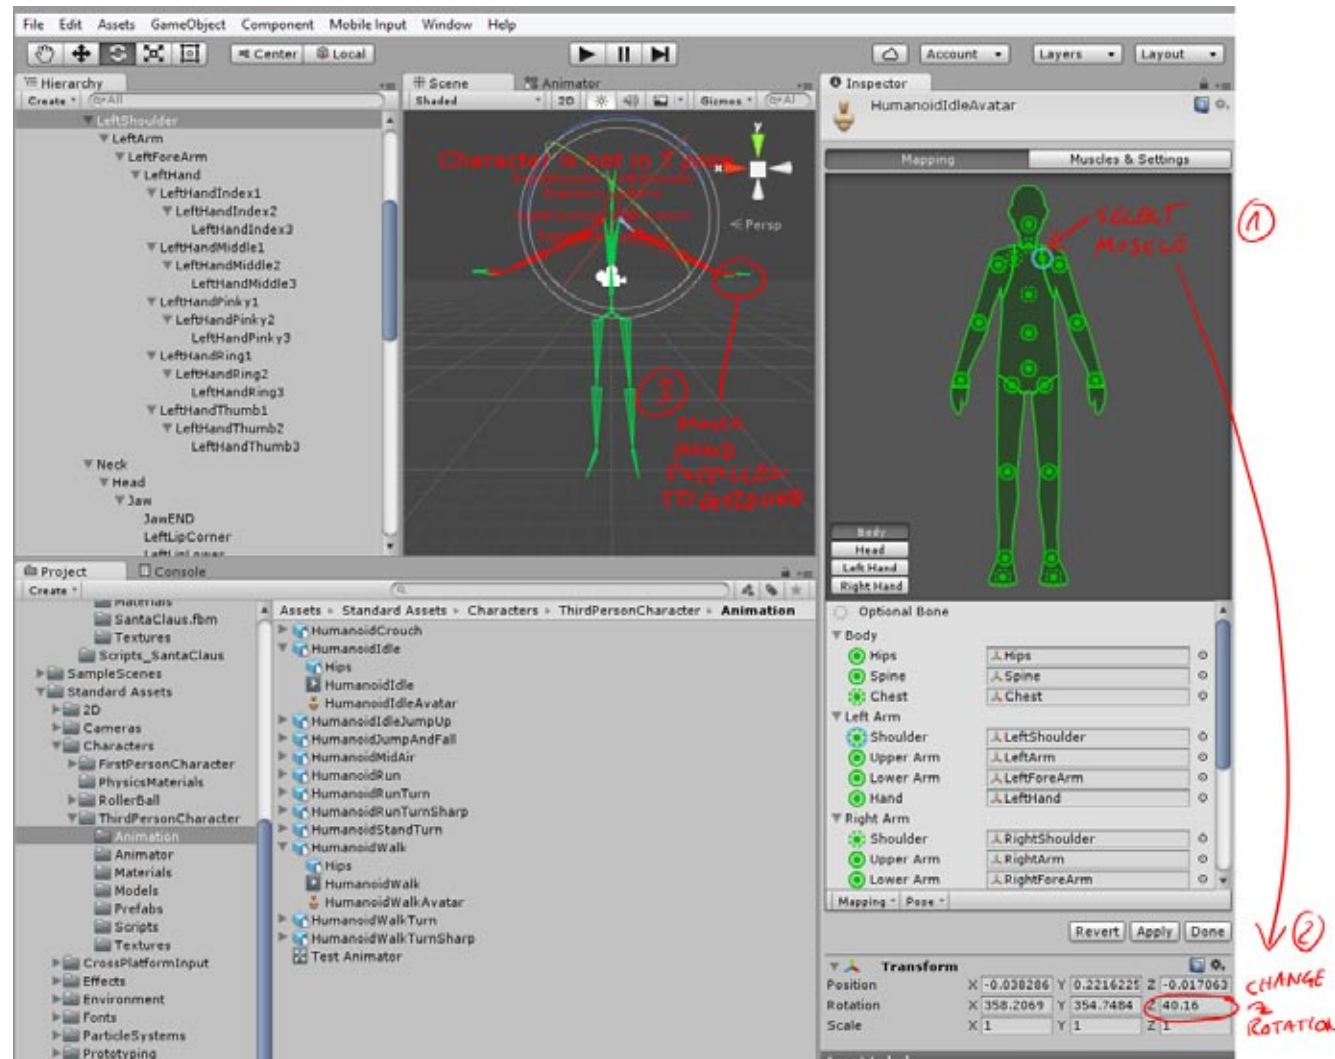 File Edit Assets GameObject Component Mobile Input Window Help
Center Local
Account Layers Layout
Hierarchy
Create All
LeftShoulder
LeftArm
LeftForeArm
LeftHand
LeftHandIndex1
LeftHandIndex2
LeftHandIndex3
LeftHandMiddle1
LeftHandMiddle2
LeftHandMiddle3
LeftHandPinky1
LeftHandPinky2
LeftHandPinky3
LeftHandRing1
LeftHandRing2
LeftHandRing3
LeftHandThumb1
LeftHandThumb2
LeftHandThumb3
Neck
Head
Jaw
JawEND
LeftLipCorner
LeftLipLower
Scene Animator
Shaded 2D Gizmos Al
Character is not in T pose
y
x
Persp
3
HAND
PARALLEL
TO GROUND
Inspector
HumanoidIdleAvatar
Mapping Muscles & Settings
1
SELECT
MUSCLE
Body
Head
Left Hand
Right Hand
Optional Bone
Body
Hips Hips
Spine Spine
Chest Chest
Left Arm
Shoulder LeftShoulder
Upper Arm LeftArm
Lower Arm LeftForeArm
Hand LeftHand
Right Arm
Shoulder RightShoulder
Upper Arm RightArm
Lower Arm RightForeArm
Mapping Pose
Revert Apply Done
Transform
Position X -0.038286 Y 0.2216225 Z -0.017063
Rotation X 358.2069 Y 354.7484 Z 40.16
Scale X 1 Y 1 Z 1
2
CHANGE
Z
ROTATION
Project Console
Create
Materials
SantaClaus.fbm
Textures
Scripts_SantaClaus
SampleScenes
Standard Assets
2D
Cameras
Characters
FirstPersonCharacter
PhysicsMaterials
RollerBall
ThirdPersonCharacter
Animation
Animator
Materials
Models
Prefabs
Scripts
Textures
CrossPlatformInput
Effects
Environment
Fonts
ParticleSystems
Prototyping
Assets Standard Assets Characters ThirdPersonCharacter Animation
HumanoidCrouch
HumanoidIdle
Hips
HumanoidIdle
HumanoidIdleAvatar
HumanoidIdleJumpUp
HumanoidJumpAndFall
HumanoidMidAir
HumanoidRun
HumanoidRunTurn
HumanoidRunTurnSharp
HumanoidStandTurn
HumanoidWalk
Hips
HumanoidWalk
HumanoidWalkAvatar
HumanoidWalkTurn
HumanoidWalkTurnSharp
Test Animator